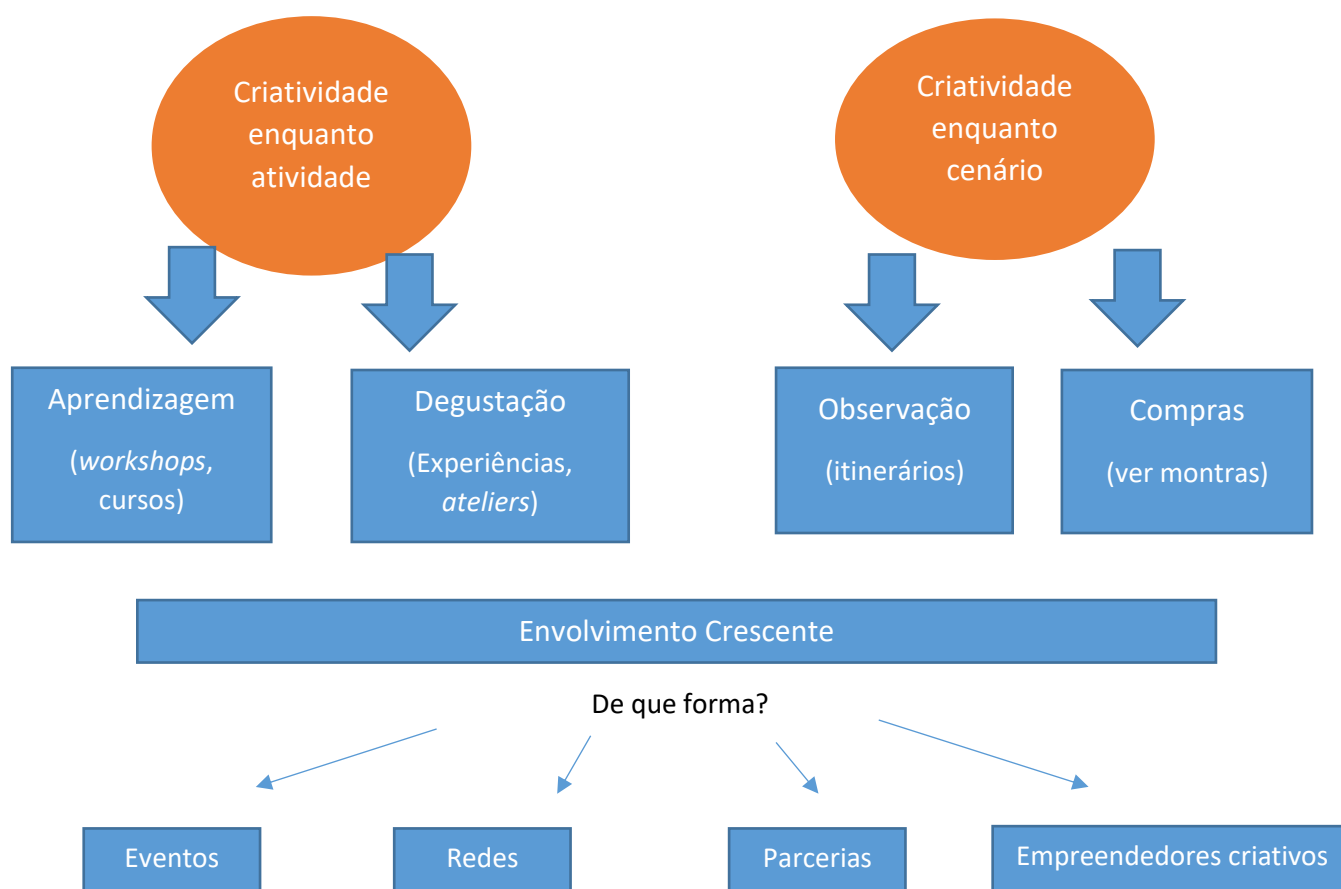 Criatividade
enquanto
atividade
Criatividade
enquanto
cenário
Aprendizagem
(workshops,
cursos)
Degustação
(Experiências,
ateliers)
Observação
(itinerários)
Compras
(ver montras)
Envolvimento Crescente
De que forma?
Eventos
Redes
Parcerias
Empreendedores criativos